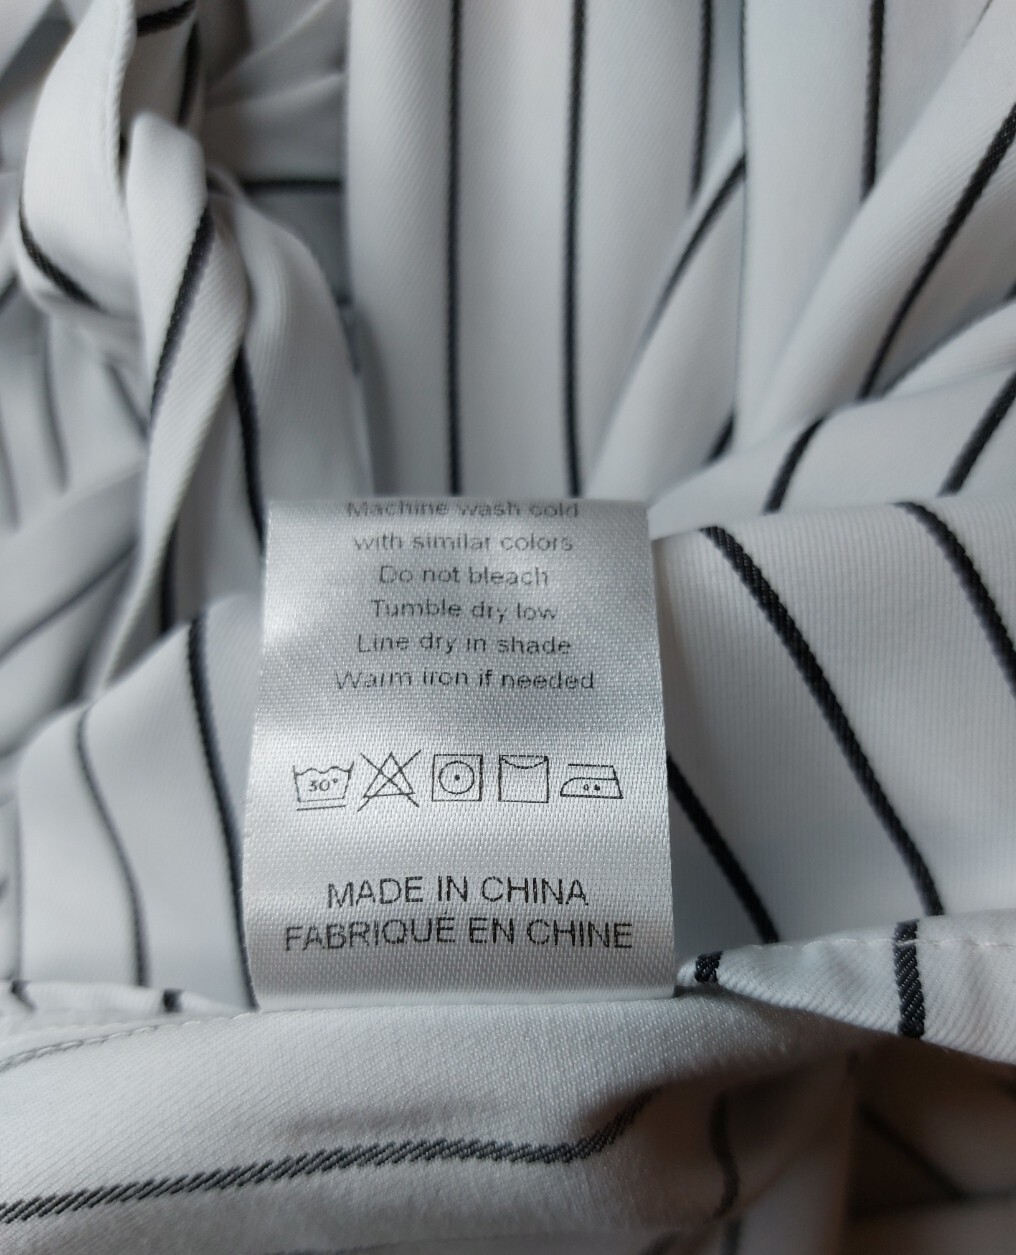 Machine wash cold
with similar colors
Do not bleach
Tumble dry low
Line dry in shade
Warm iron if needed
30°
MADE IN CHINA
FABRIQUE EN CHINE